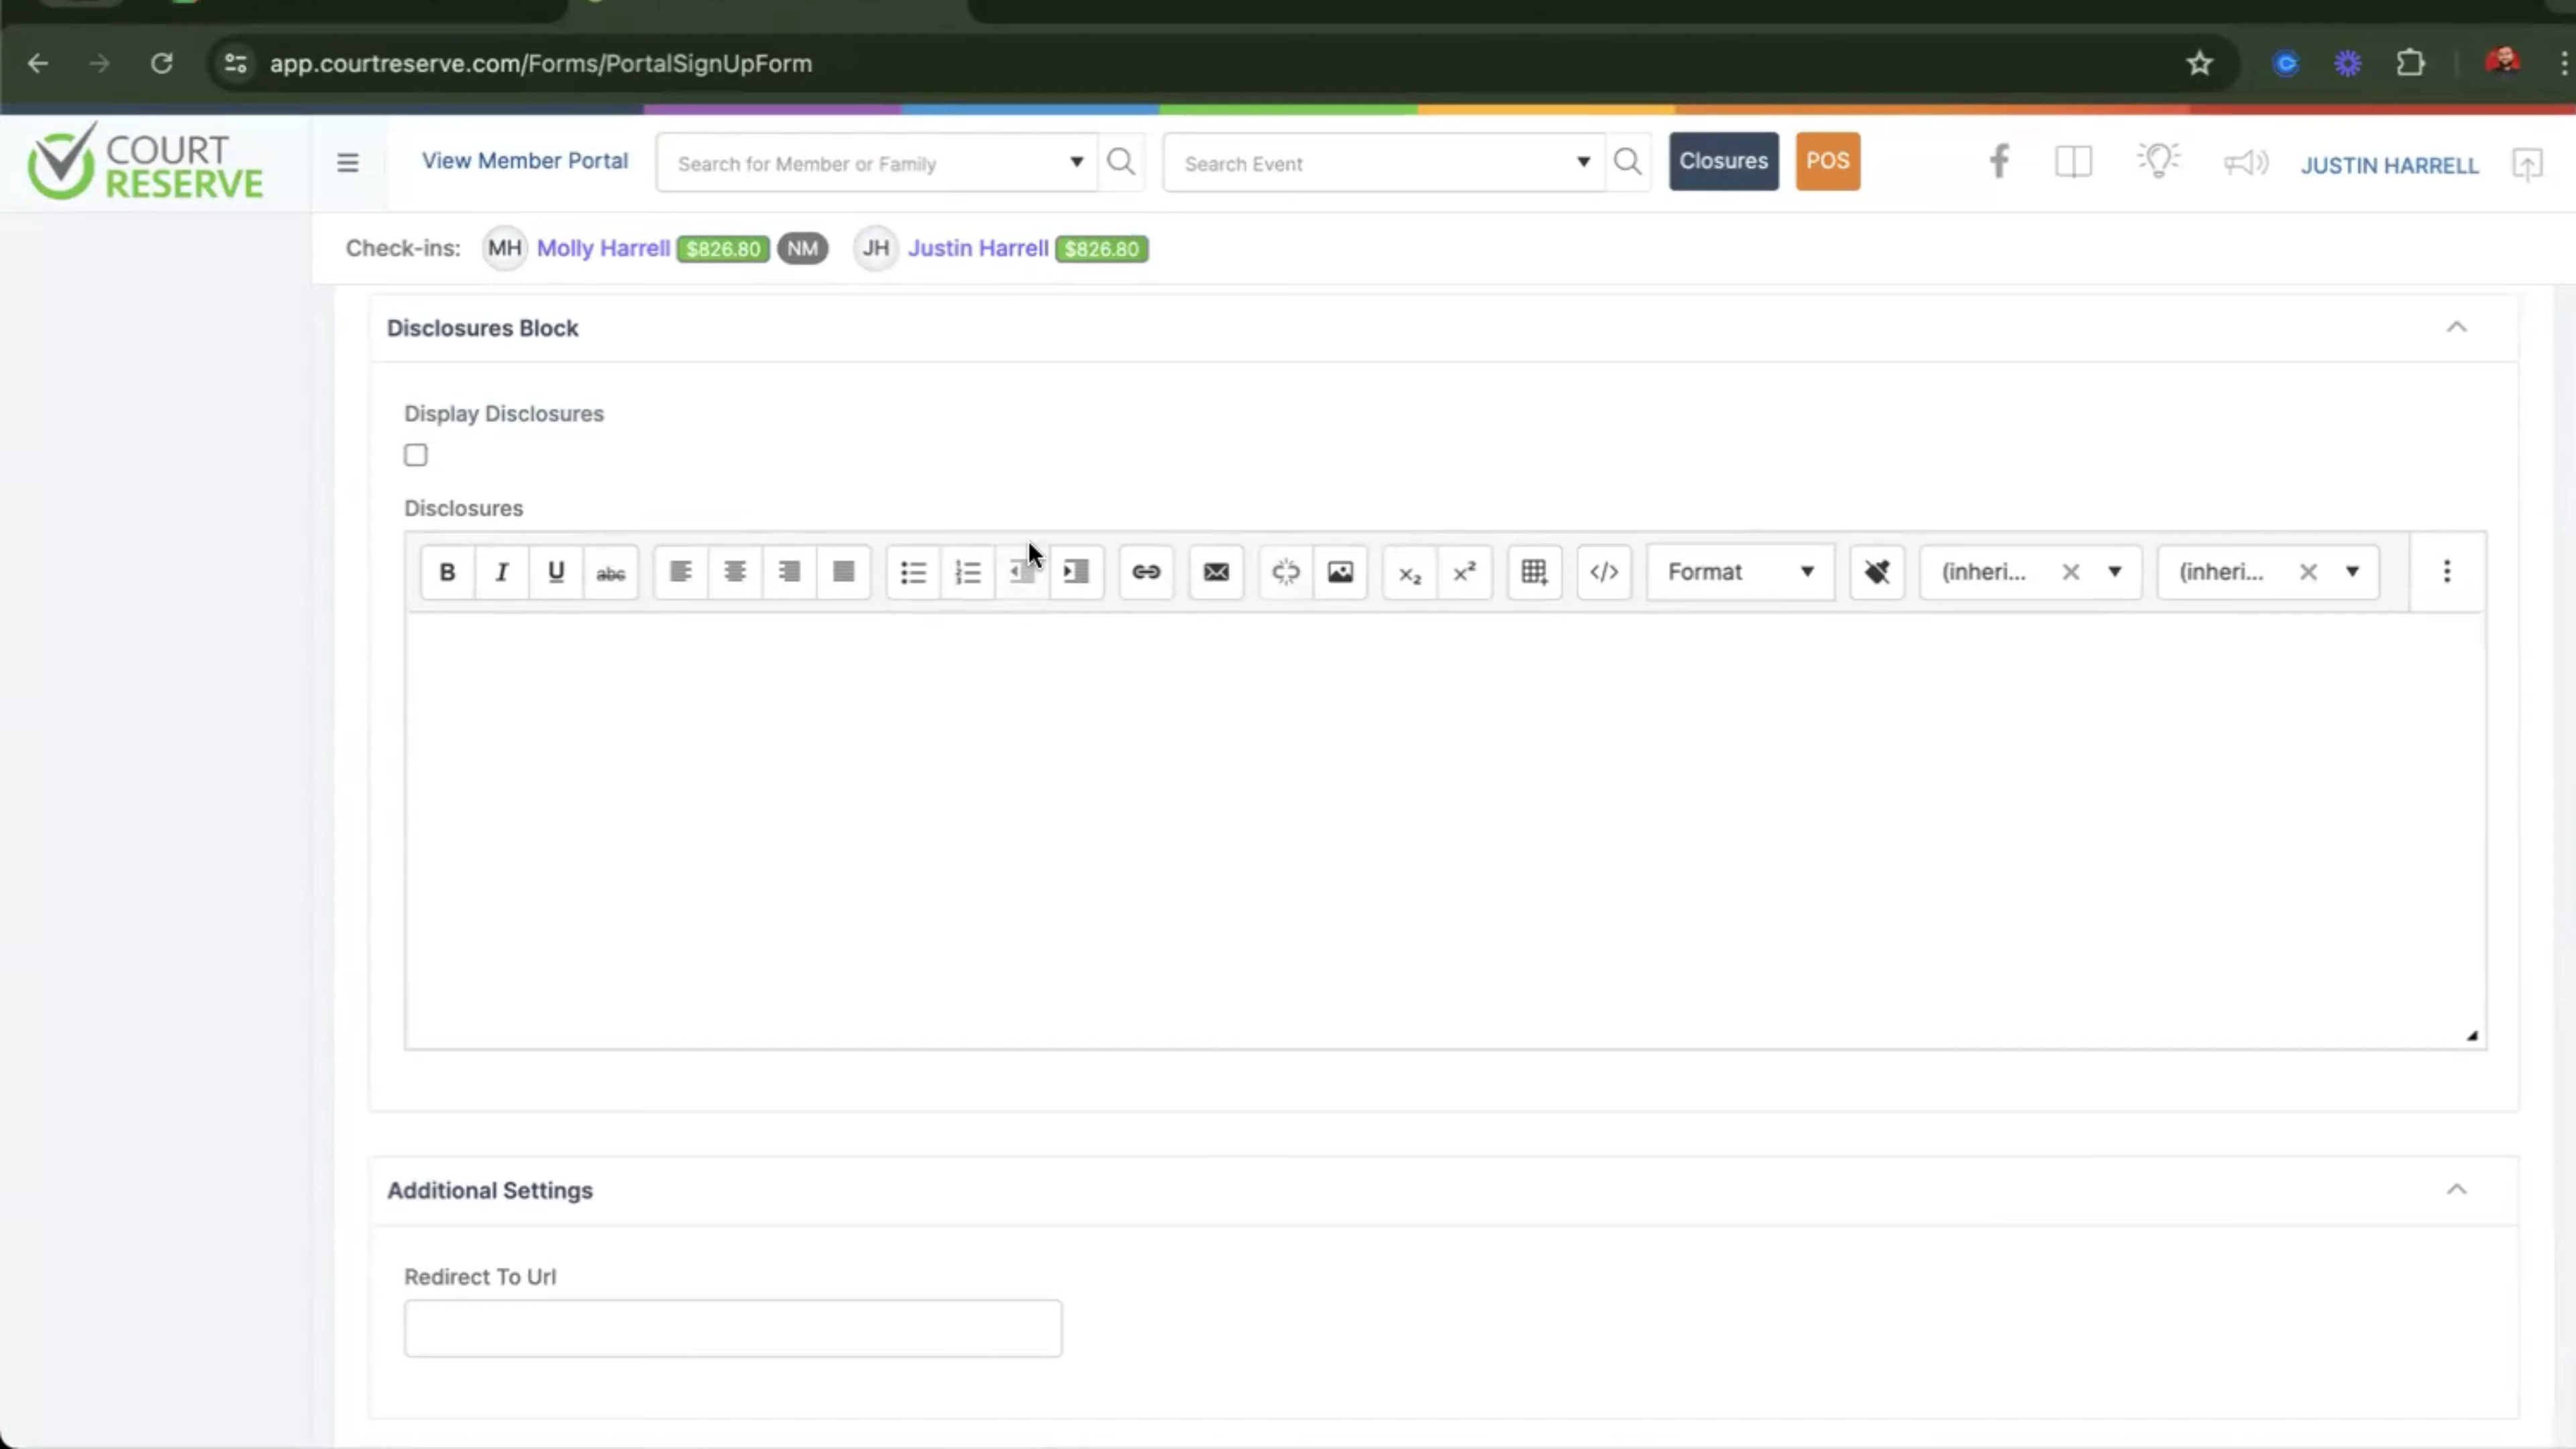 app.courtreserve.com/Forms/PortalSignUpForm
COURT
RESERVE
View Member Portal
Search for Member or Family
Search Event
Closures
POS
JUSTIN HARRELL
Check-ins: MH Molly Harrell $826.80 NM JH Justin Harrell $826.80
Disclosures Block
Display Disclosures
Disclosures
B I U abc x₂ x² </> Format (inheri... (inheri...
Additional Settings
Redirect To Url